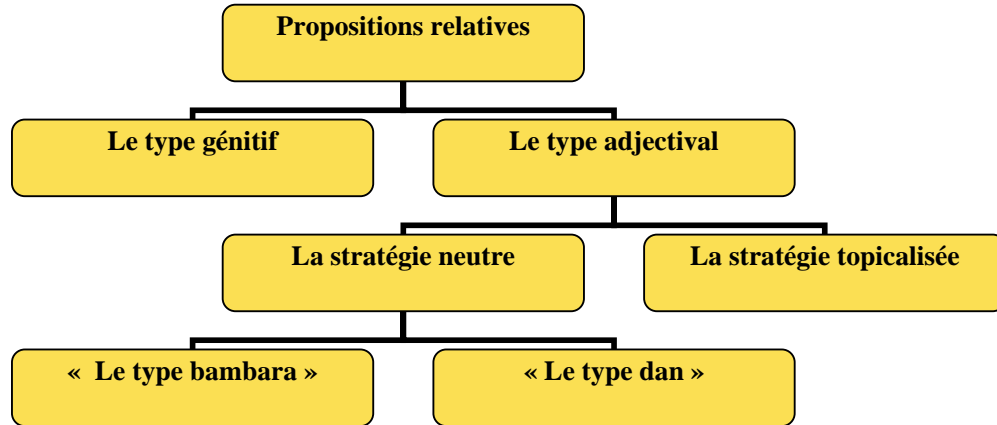 Propositions relatives
Le type génitif
Le type adjectival
La stratégie neutre
La stratégie topicalisée
«  Le type bambara »
« Le type dan »